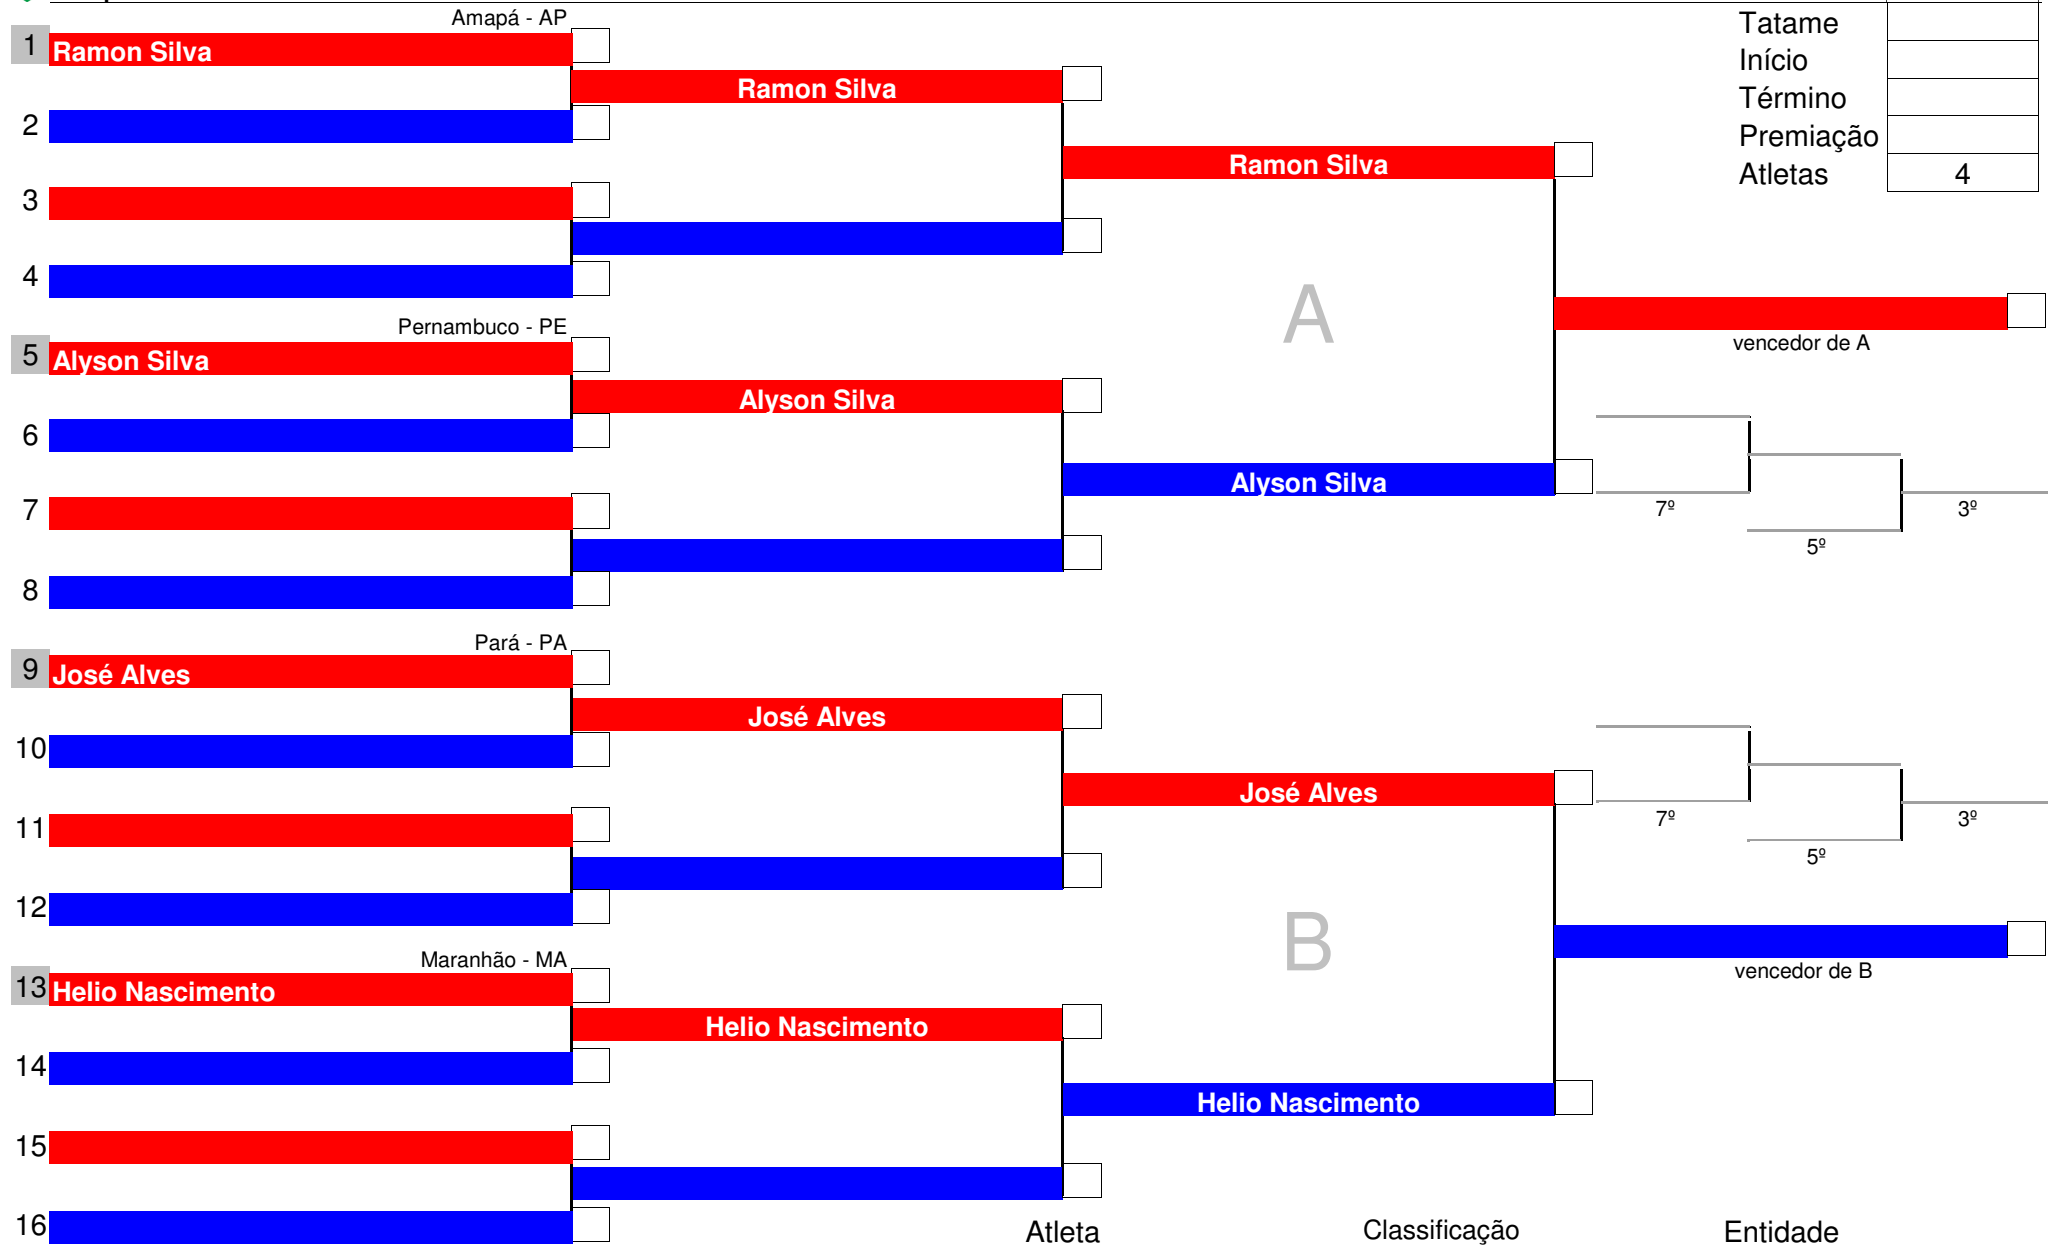 Amapá - AP
Tatame
1 Ramon Silva
Início
Ramon Silva
Término
2
Premiação
Ramon Silva
Atletas 4
3
4
A
Pernambuco - PE
vencedor de A
5 Alyson Silva
Alyson Silva
6
Alyson Silva
7
7º
3º
5º
8
Pará - PA
9 José Alves
José Alves
10
José Alves
7º
3º
11
5º
12
B
Maranhão - MA
vencedor de B
13 Helio Nascimento
Helio Nascimento
14
Helio Nascimento
15
16
Atleta Classificação Entidade